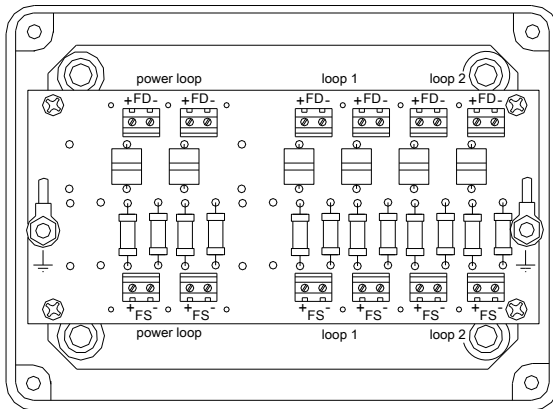 power loop loop 1 loop 2
+FD- +FD- +FD- +FD- +FD- +FD-
+FS- +FS- +FS- +FS- +FS- +FS-
power loop loop 1 loop 2